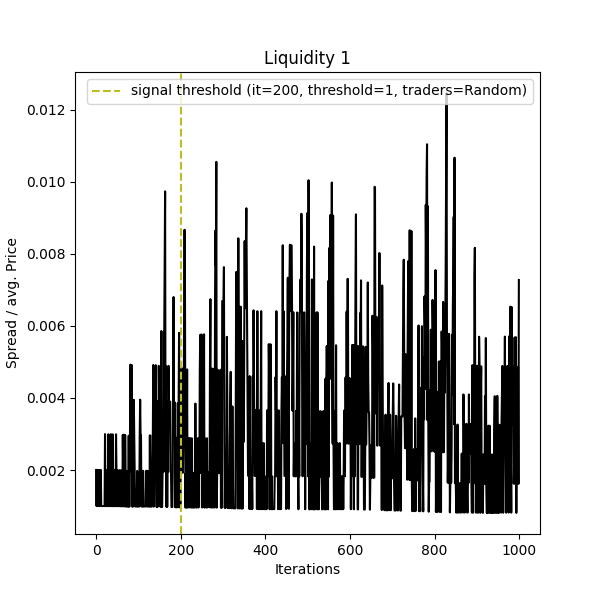 Liquidity 1
signal threshold (it=200, threshold=1, traders=Random)
0.012
0.010
0.008
0.006
0.004
0.002
Spread / avg. Price
0 200 400 600 800 1000
Iterations